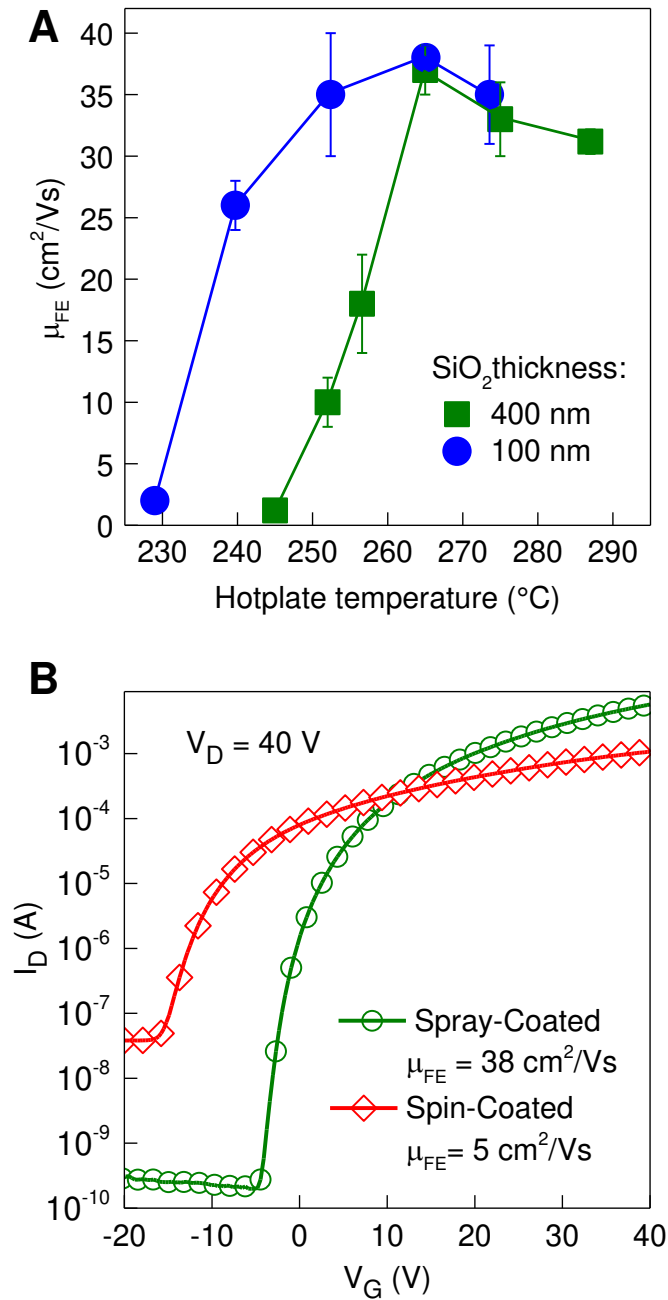 A
40
35
30
25
20
15
10
5
0
μFE (cm²/Vs)
SiO₂thickness:
400 nm
100 nm
230 240 250 260 270 280 290
Hotplate temperature (°C)
B
VD = 40 V
10⁻³
10⁻⁴
10⁻⁵
10⁻⁶
10⁻⁷
10⁻⁸
10⁻⁹
10⁻¹⁰
ID (A)
Spray-Coated
μFE = 38 cm²/Vs
Spin-Coated
μFE= 5 cm²/Vs
-20 -10 0 10 20 30 40
VG (V)